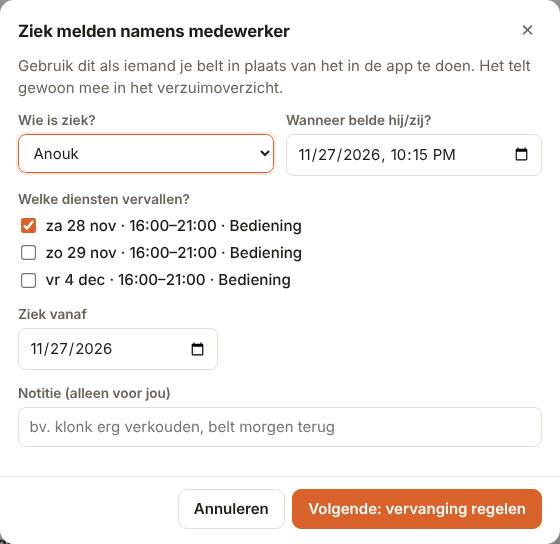 Ziek melden namens medewerker
Gebruik dit als iemand je belt in plaats van het in de app te doen. Het telt
gewoon mee in het verzuimoverzicht.
Wie is ziek?
Wanneer belde hij/zij?
Anouk
11/27/2026, 10:15 PM
Welke diensten vervallen?
za 28 nov · 16:00–21:00 · Bediening
zo 29 nov · 16:00–21:00 · Bediening
vr 4 dec · 16:00–21:00 · Bediening
Ziek vanaf
11/27/2026
Notitie (alleen voor jou)
bv. klonk erg verkouden, belt morgen terug
Annuleren
Volgende: vervanging regelen